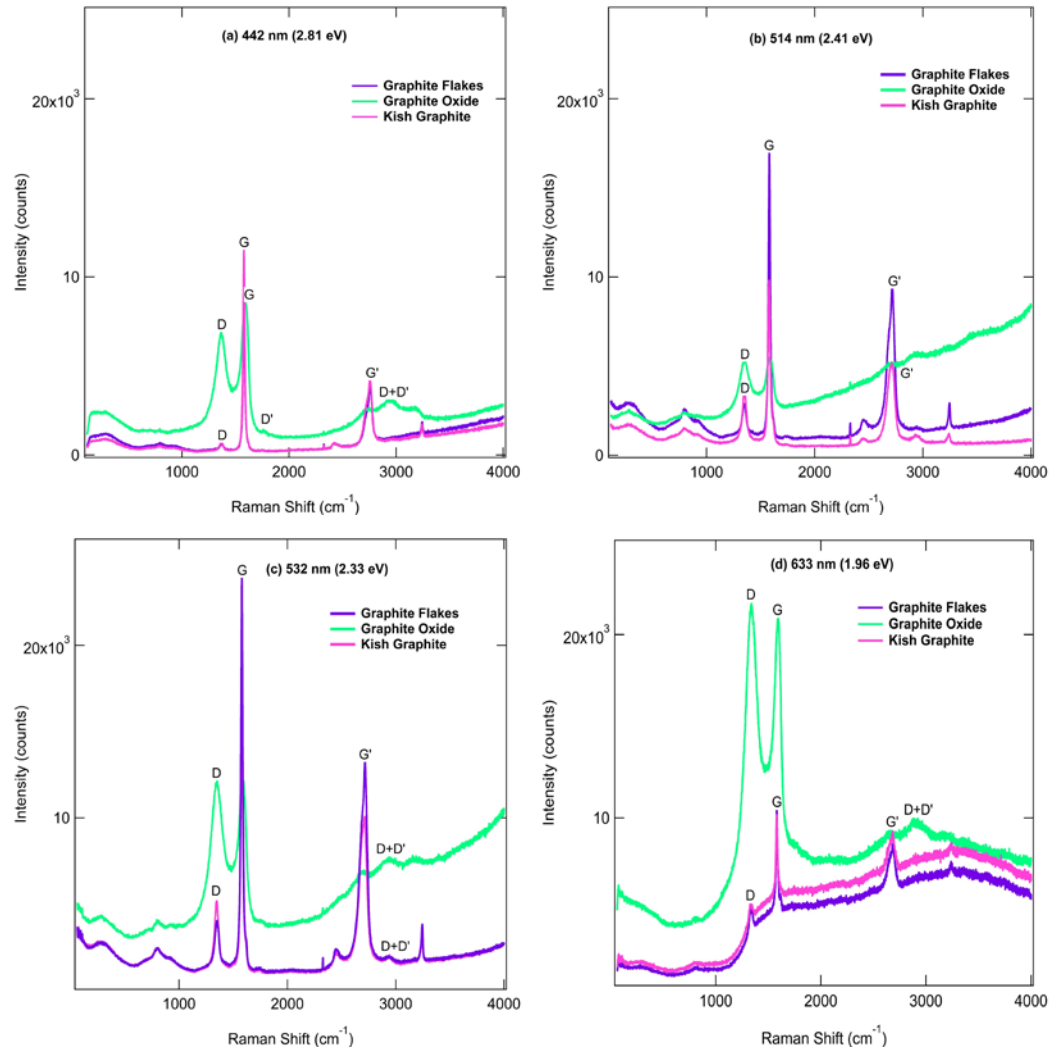 (a) 442 nm (2.81 eV)
Graphite Flakes
Graphite Oxide
Kish Graphite
20x10³
10
0
Intensity (counts)
G
G
D
G'
D+D'
D'
D
1000
2000
3000
4000
Raman Shift (cm⁻¹)
(b) 514 nm (2.41 eV)
Graphite Flakes
Graphite Oxide
Kish Graphite
20x10³
10
0
Intensity (counts)
G
G'
D
G'
D
1000
2000
3000
4000
Raman Shift (cm⁻¹)
(c) 532 nm (2.33 eV)
Graphite Flakes
Graphite Oxide
Kish Graphite
20x10³
10
Intensity (counts)
G
G'
D
D+D'
D
D+D'
1000
2000
3000
4000
Raman Shift (cm⁻¹)
(d) 633 nm (1.96 eV)
Graphite Flakes
Graphite Oxide
Kish Graphite
20x10³
10
Intensity (counts)
D
G
G
G'
D+D'
D
1000
2000
3000
4000
Raman Shift (cm⁻¹)